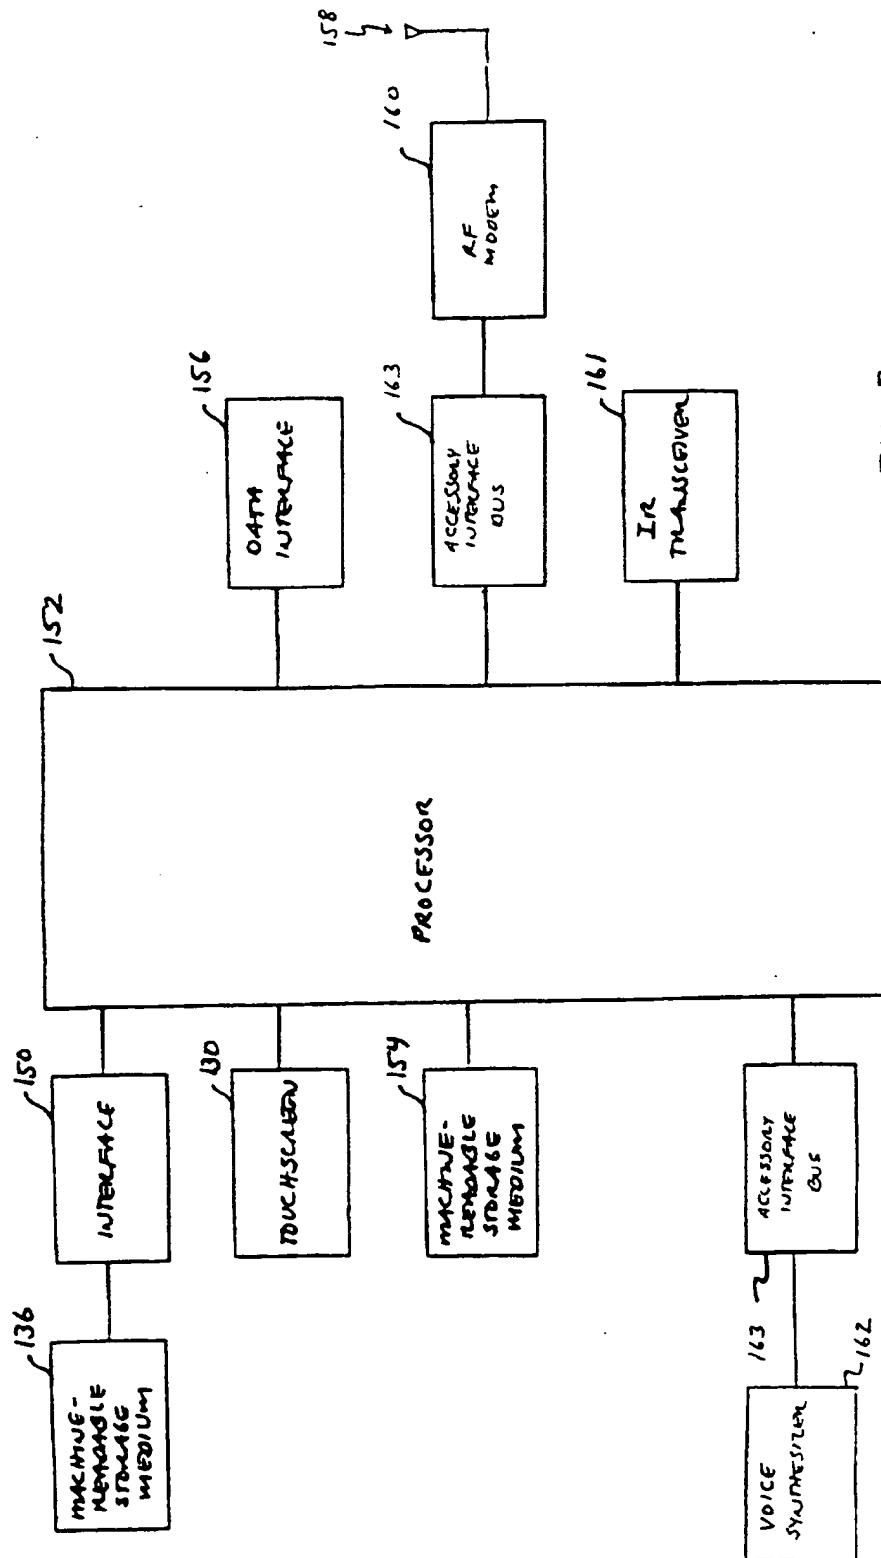 136
MACHINE-
READABLE
STORAGE
MEDIUM
150
INTERFACE
130
TOUCHSCREEN
154
MACHINE-
READABLE
STORAGE
MEDIUM
163
ACCESSORY
INTERFACE
BUS
162
VOICE
SYNTHESIZER
152
PROCESSOR
156
DATA
INTERFACE
163
ACCESSORY
INTERFACE
BUS
160
RF
MODEM
158
161
IR
TRANSCEIVER